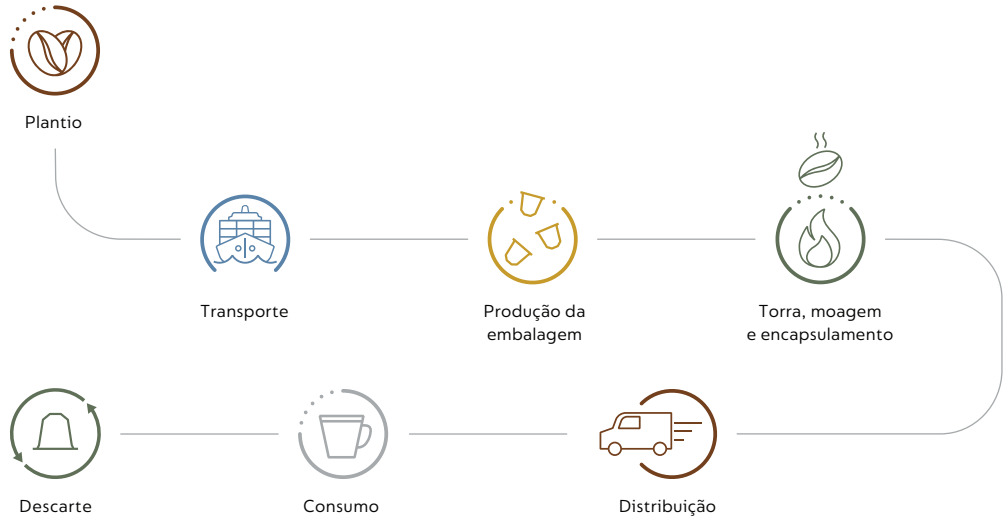 Plantio
Transporte
Produção da
embalagem
Torra, moagem
e encapsulamento
Descarte
Consumo
Distribuição